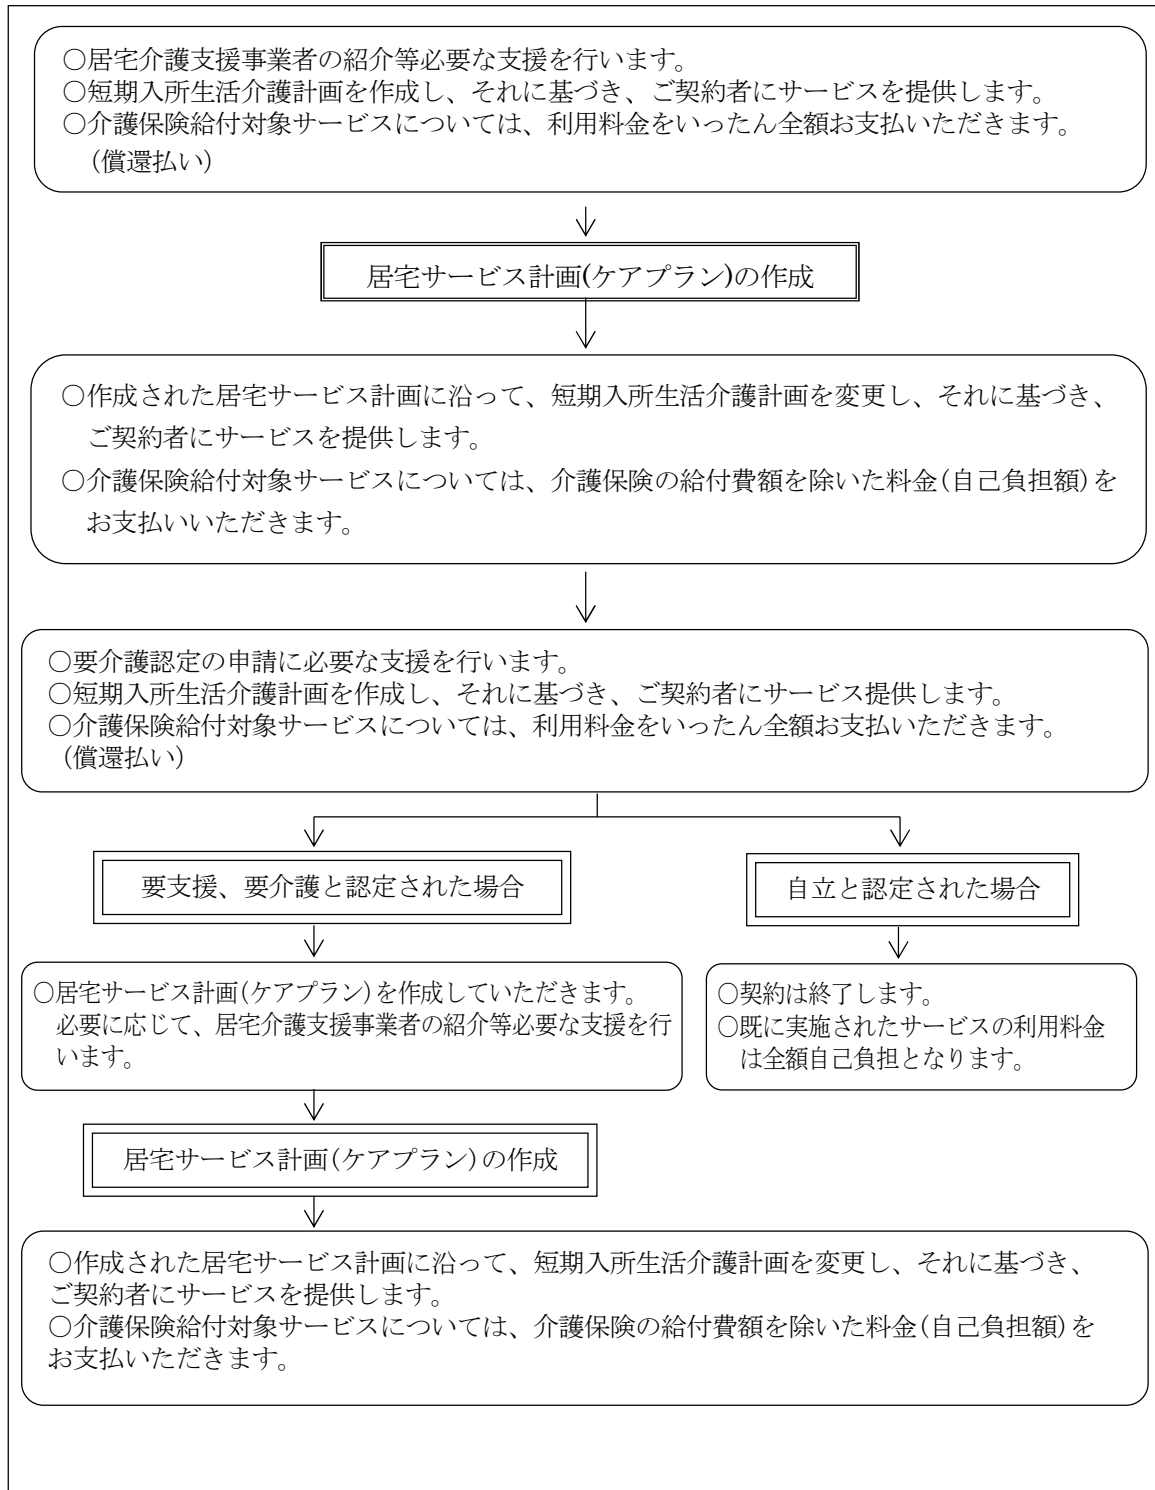 ○居宅介護支援事業者の紹介等必要な支援を行います。
○短期入所生活介護計画を作成し、それに基づき、ご契約者にサービスを提供します。
○介護保険給付対象サービスについては、利用料金をいったん全額お支払いただきます。
(償還払い)
居宅サービス計画(ケアプラン)の作成
○作成された居宅サービス計画に沿って、短期入所生活介護計画を変更し、それに基づき、
ご契約者にサービスを提供します。
○介護保険給付対象サービスについては、介護保険の給付費額を除いた料金(自己負担額)を
お支払いいただきます。
○要介護認定の申請に必要な支援を行います。
○短期入所生活介護計画を作成し、それに基づき、ご契約者にサービス提供します。
○介護保険給付対象サービスについては、利用料金をいったん全額お支払いただきます。
(償還払い)
要支援、要介護と認定された場合
自立と認定された場合
○居宅サービス計画(ケアプラン)を作成していただきます。
必要に応じて、居宅介護支援事業者の紹介等必要な支援を行
います。
○契約は終了します。
○既に実施されたサービスの利用料金
は全額自己負担となります。
居宅サービス計画(ケアプラン)の作成
○作成された居宅サービス計画に沿って、短期入所生活介護計画を変更し、それに基づき、
ご契約者にサービスを提供します。
○介護保険給付対象サービスについては、介護保険の給付費額を除いた料金(自己負担額)を
お支払いただきます。